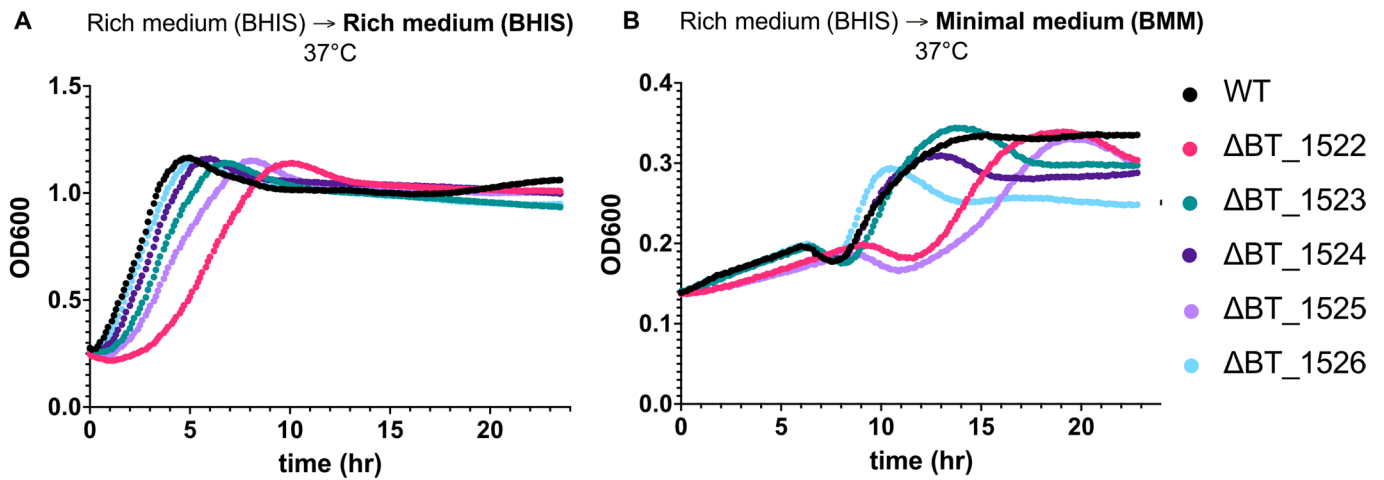 A
Rich medium (BHIS) → Rich medium (BHIS)
37°C
1.5
1.0
0.5
0.0
OD600
0
5
10
15
20
time (hr)
B
Rich medium (BHIS) → Minimal medium (BMM)
37°C
0.4
0.3
0.2
0.1
0.0
OD600
0
5
10
15
20
time (hr)
WT
ΔBT_1522
ΔBT_1523
ΔBT_1524
ΔBT_1525
ΔBT_1526